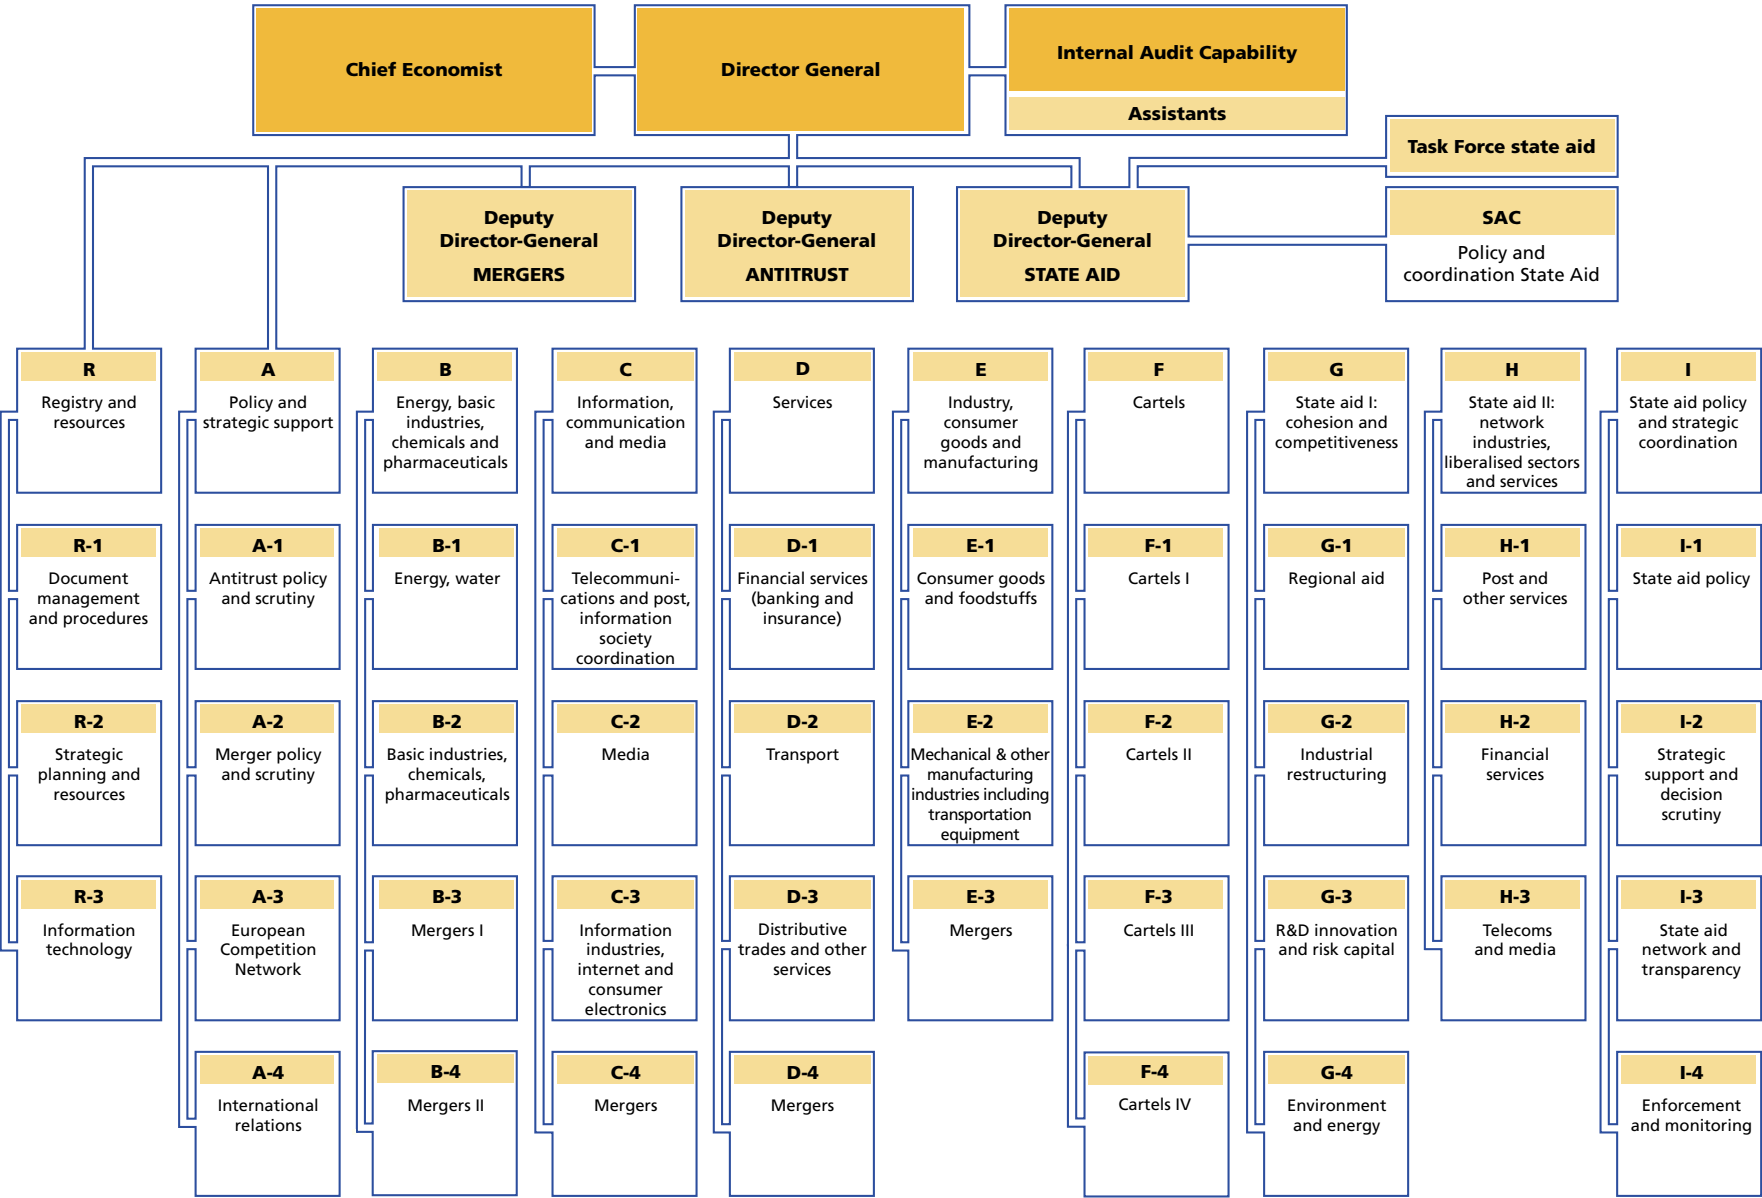 Chief Economist
Director General
Internal Audit Capability
Assistants
Task Force state aid
Deputy
Director-General
MERGERS
Deputy
Director-General
ANTITRUST
Deputy
Director-General
STATE AID
SAC
Policy and
coordination State Aid
R
Registry and
resources
A
Policy and
strategic support
B
Energy, basic
industries,
chemicals and
pharmaceuticals
C
Information,
communication
and media
D
Services
E
Industry,
consumer
goods and
manufacturing
F
Cartels
G
State aid I:
cohesion and
competitiveness
H
State aid II:
network
industries,
liberalised sectors
and services
I
State aid policy
and strategic
coordination
R-1
Document
management
and procedures
A-1
Antitrust policy
and scrutiny
B-1
Energy, water
C-1
Telecommuni-
cations and post,
information
society
coordination
D-1
Financial services
(banking and
insurance)
E-1
Consumer goods
and foodstuffs
F-1
Cartels I
G-1
Regional aid
H-1
Post and
other services
I-1
State aid policy
R-2
Strategic
planning and
resources
A-2
Merger policy
and scrutiny
B-2
Basic industries,
chemicals,
pharmaceuticals
C-2
Media
D-2
Transport
E-2
Mechanical & other
manufacturing
industries including
transportation
equipment
F-2
Cartels II
G-2
Industrial
restructuring
H-2
Financial
services
I-2
Strategic
support and
decision
scrutiny
R-3
Information
technology
A-3
European
Competition
Network
B-3
Mergers I
C-3
Information
industries,
internet and
consumer
electronics
D-3
Distributive
trades and other
services
E-3
Mergers
F-3
Cartels III
G-3
R&D innovation
and risk capital
H-3
Telecoms
and media
I-3
State aid
network and
transparency
A-4
International
relations
B-4
Mergers II
C-4
Mergers
D-4
Mergers
F-4
Cartels IV
G-4
Environment
and energy
I-4
Enforcement
and monitoring